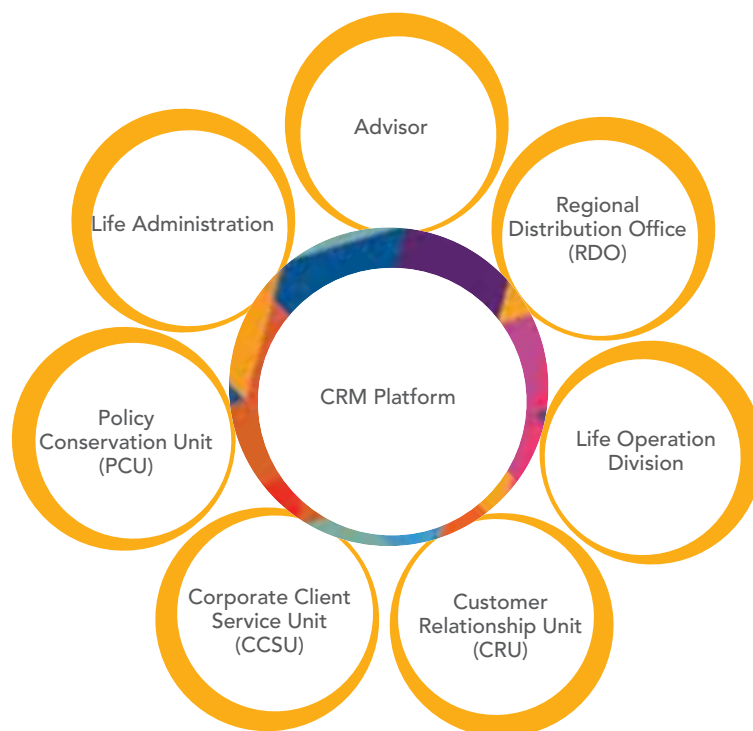 Advisor
Regional
Distribution Office
(RDO)
Life Administration
CRM Platform
Policy
Conservation Unit
(PCU)
Life Operation
Division
Corporate Client
Service Unit
(CCSU)
Customer
Relationship Unit
(CRU)